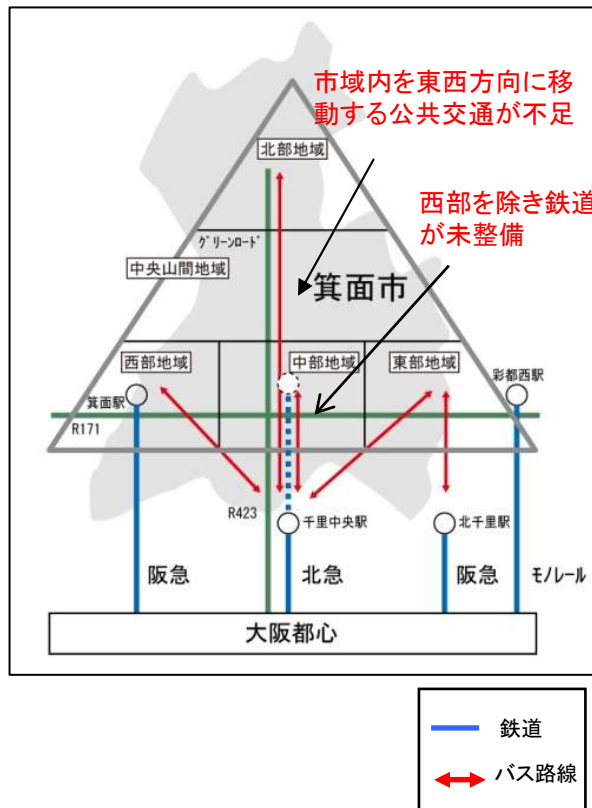 市域内を東西方向に移
動する公共交通が不足
北部地域
西部を除き鉄道
が未整備
グリーンロード
中央山間地域
箕面市
西部地域
中部地域
東部地域
彩都西駅
箕面駅
R171
R423
千里中央駅
北千里駅
阪急
北急
阪急
モノレール
大阪都心
鉄道
バス路線